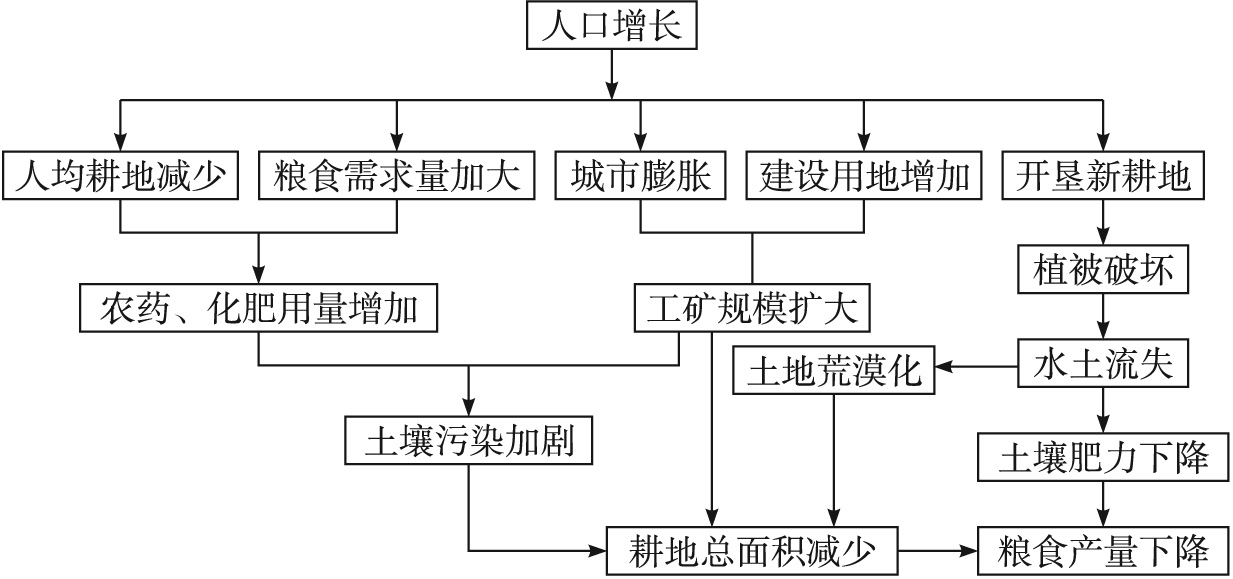 人口增长
人均耕地减少
粮食需求量加大
城市膨胀
建设用地增加
开垦新耕地
植被破坏
农药、化肥用量增加
工矿规模扩大
水土流失
土地荒漠化
土壤污染加剧
土壤肥力下降
耕地总面积减少
粮食产量下降